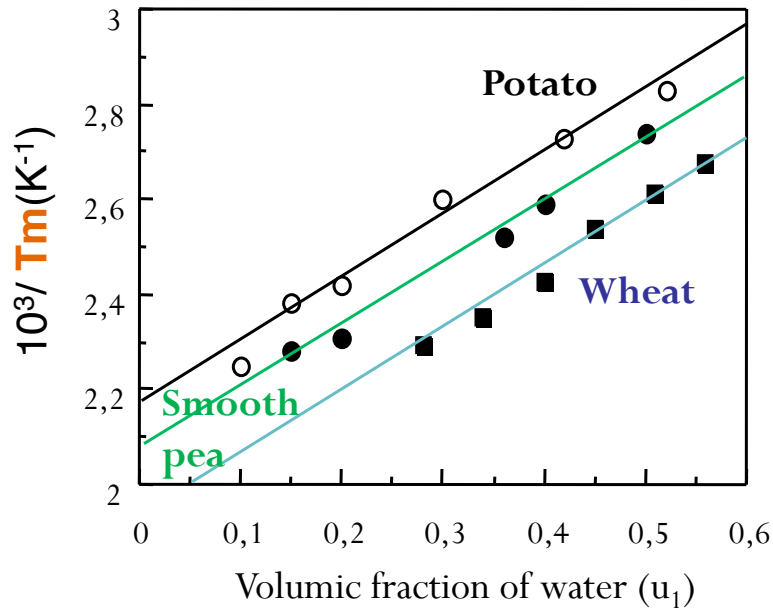 10³/ Tm(K⁻¹)
3
2,8
2,6
2,4
2,2
2
Potato
Wheat
Smooth
pea
0 0,1 0,2 0,3 0,4 0,5 0,6
Volumic fraction of water (u₁)